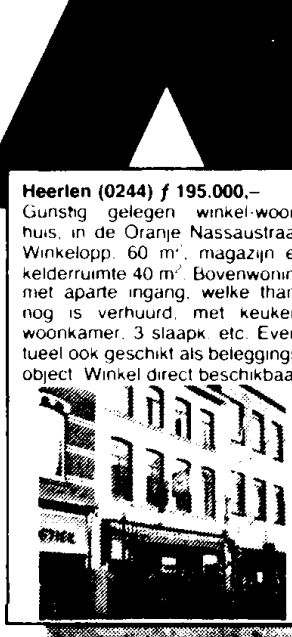 Heerlen (0244) ƒ 195.000,–
Gunstig gelegen winkel-woon
huis, in de Oranje Nassaustraa
Winkelopp. 60 m², magazijn e
kelderruimte 40 m². Bovenwonin
met aparte ingang, welke than
nog is verhuurd, met keuken
woonkamer, 3 slaapk. etc. Even
tueel ook geschikt als beleggings
object. Winkel direct beschikbaa